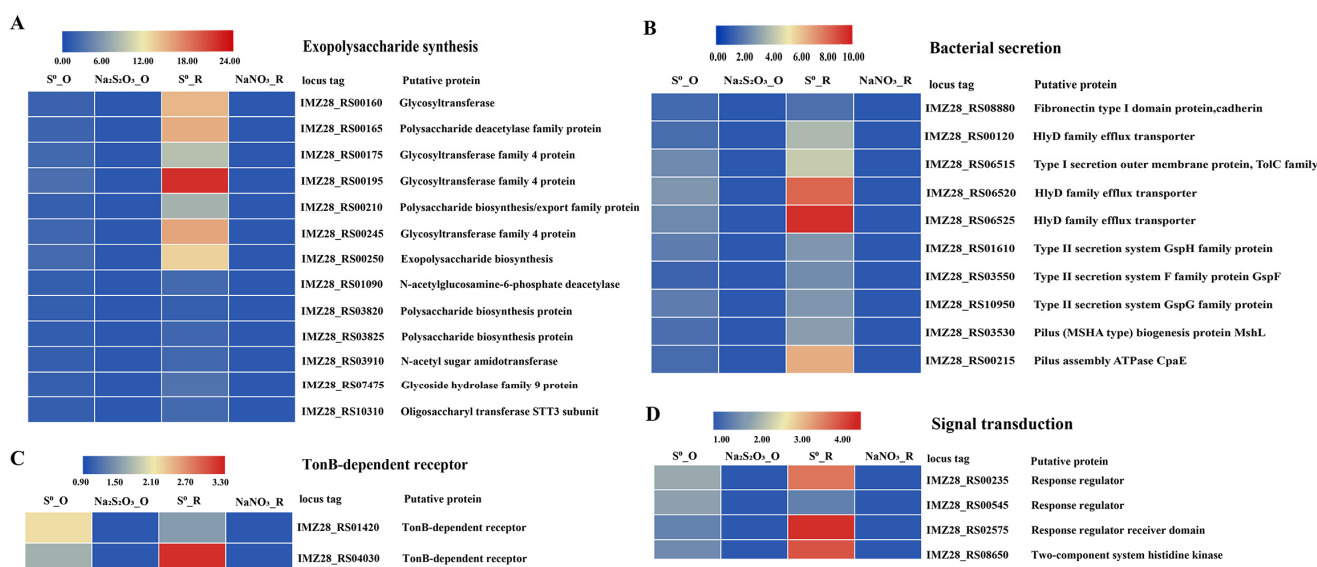 A
0.00 6.00 12.00 18.00 24.00
Exopolysaccharide synthesis
S⁰_O Na₂S₂O₃_O S⁰_R NaNO₃_R locus tag Putative protein
IMZ28_RS00160 Glycosyltransferase
IMZ28_RS00165 Polysaccharide deacetylase family protein
IMZ28_RS00175 Glycosyltransferase family 4 protein
IMZ28_RS00195 Glycosyltransferase family 4 protein
IMZ28_RS00210 Polysaccharide biosynthesis/export family protein
IMZ28_RS00245 Glycosyltransferase family 4 protein
IMZ28_RS00250 Exopolysaccharide biosynthesis
IMZ28_RS01090 N-acetylglucosamine-6-phosphate deacetylase
IMZ28_RS03820 Polysaccharide biosynthesis protein
IMZ28_RS03825 Polysaccharide biosynthesis protein
IMZ28_RS03910 N-acetyl sugar amidotransferase
IMZ28_RS07475 Glycoside hydrolase family 9 protein
IMZ28_RS10310 Oligosaccharyl transferase STT3 subunit
B
0.00 2.00 4.00 6.00 8.00 10.00
Bacterial secretion
S⁰_O Na₂S₂O₃_O S⁰_R NaNO₃_R locus tag Putative protein
IMZ28_RS08880 Fibronectin type I domain protein,cadherin
IMZ28_RS00120 HlyD family efflux transporter
IMZ28_RS06515 Type I secretion outer membrane protein, TolC family
IMZ28_RS06520 HlyD family efflux transporter
IMZ28_RS06525 HlyD family efflux transporter
IMZ28_RS01610 Type II secretion system GspH family protein
IMZ28_RS03550 Type II secretion system F family protein GspF
IMZ28_RS10950 Type II secretion system GspG family protein
IMZ28_RS03530 Pilus (MSHA type) biogenesis protein MshL
IMZ28_RS00215 Pilus assembly ATPase CpaE
C
0.90 1.50 2.10 2.70 3.30
TonB-dependent receptor
S⁰_O Na₂S₂O₃_O S⁰_R NaNO₃_R locus tag Putative protein
IMZ28_RS01420 TonB-dependent receptor
IMZ28_RS04030 TonB-dependent receptor
D
1.00 2.00 3.00 4.00
Signal transduction
S⁰_O Na₂S₂O₃_O S⁰_R NaNO₃_R locus tag Putative protein
IMZ28_RS00235 Response regulator
IMZ28_RS00545 Response regulator
IMZ28_RS02575 Response regulator receiver domain
IMZ28_RS08650 Two-component system histidine kinase